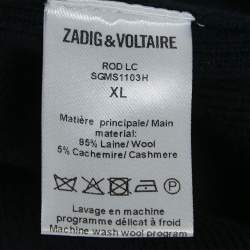 ZADIG & VOLTAIRE
ROD LC
SGMS1103H
XL
Matière principale/ Main
material:
95% Laine/ Wool
5% Cachemire/ Cashmere
Lavage en machine
programme délicat à froid
Machine wash wool program